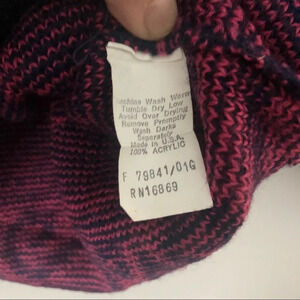 Machine Wash Warm
Tumble Dry Low
Avoid Over Drying
Remove Promptly
Wash Darks
Separately
Made in U.S.A.
100% ACRYLIC
F 79841/01G
RN16869